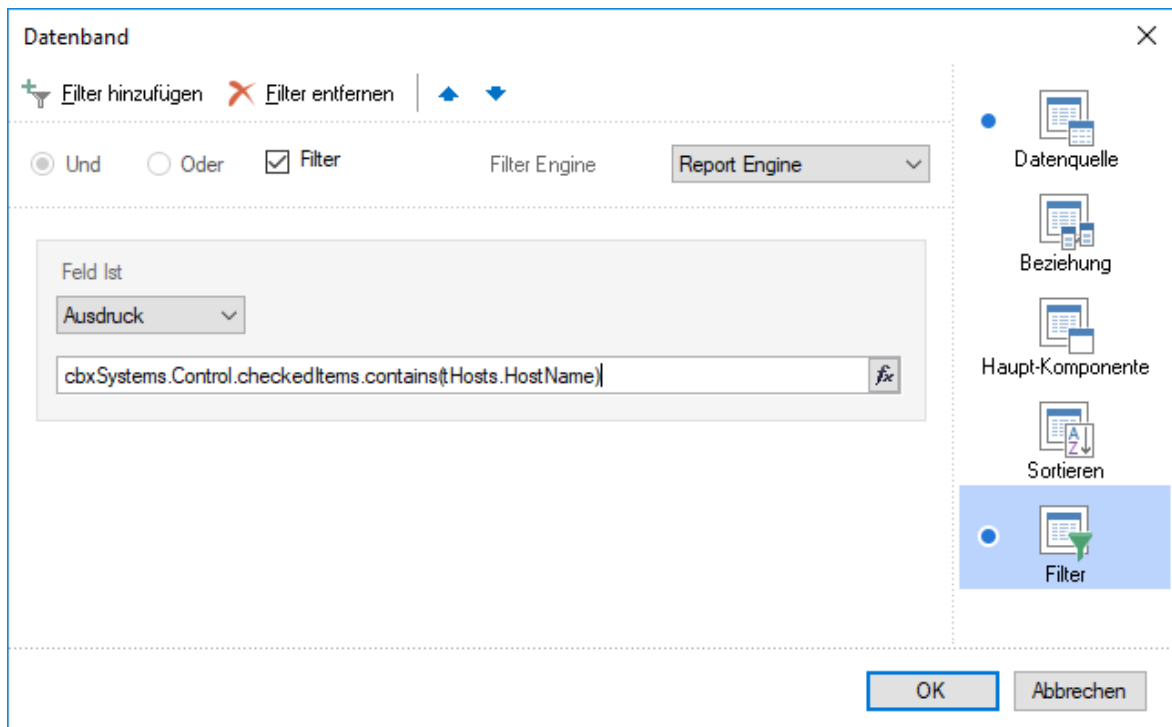 Datenband
Filter hinzufügen Filter entfernen
Und Oder Filter Filter Engine Report Engine
Feld Ist
Ausdruck
cbxSystems.Control.checkedItems.contains(tHosts.HostName)
fx
Datenquelle
Beziehung
Haupt-Komponente
A
Z
Sortieren
Filter
OK Abbrechen